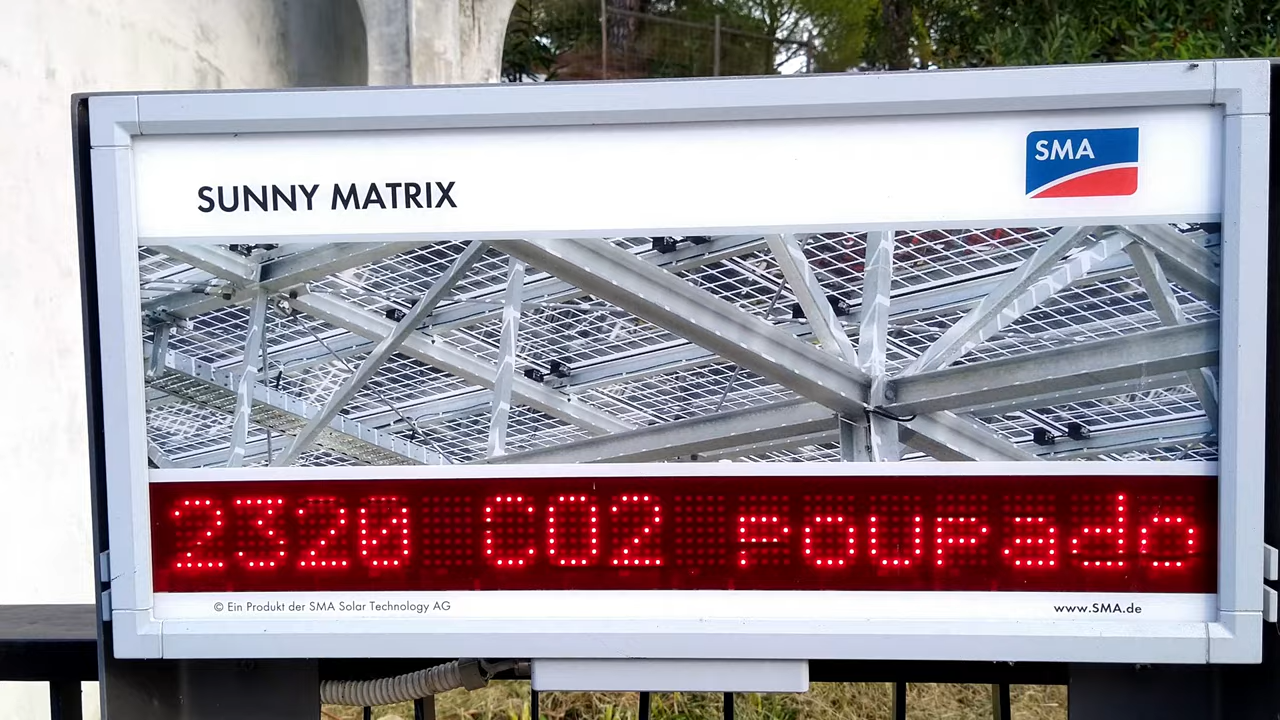 SMA
SUNNY MATRIX
2320 CO2 poupado
© Ein Produkt der SMA Solar Technology AG
www.SMA.de